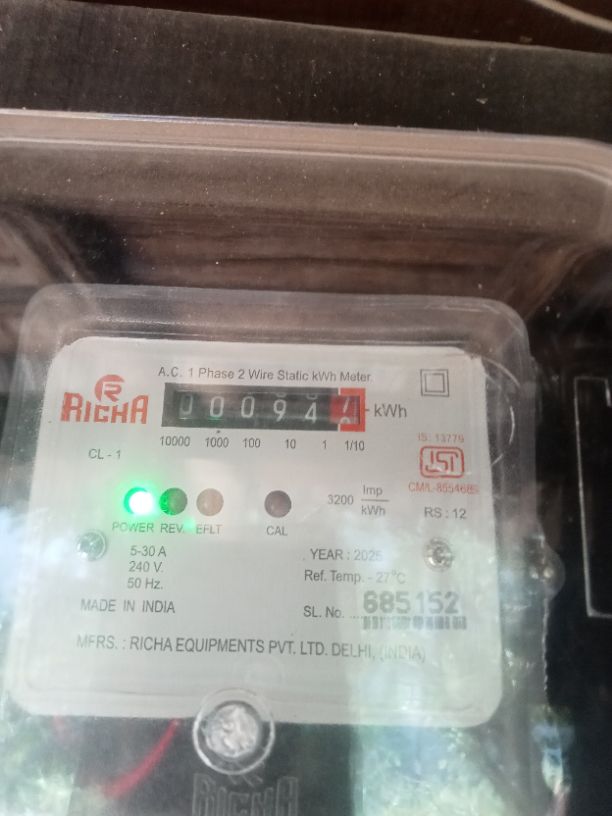 A.C. 1 Phase 2 Wire Static kWh Meter.
R
RICHA
00094 kWh
10000 1000 100 10 1 1/10
CL - 1
IS: 13779
ISI
3200 Imp/kWh
RS : 12
POWER REV. EFLT CAL
5-30 A
240 V.
50 Hz.
YEAR : 2025
Ref. Temp. - 27°C
MADE IN INDIA
SL. No. .... 685152
MFRS. : RICHA EQUIPMENTS PVT. LTD. DELHI, (INDIA)
RICHA